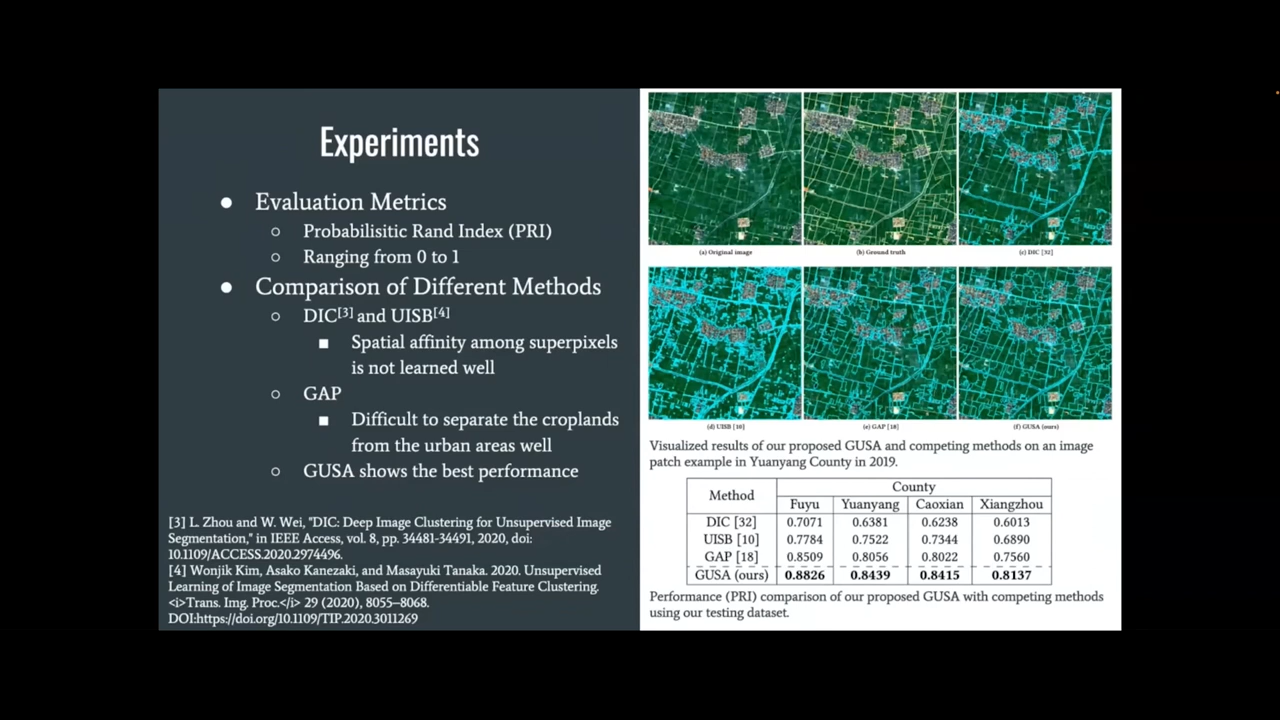 Experiments
● Evaluation Metrics
○ Probabilisitic Rand Index (PRI)
○ Ranging from 0 to 1
● Comparison of Different Methods
○ DIC[3] and UISB[4]
■ Spatial affinity among superpixels
is not learned well
○ GAP
■ Difficult to separate the croplands
from the urban areas well
○ GUSA shows the best performance
[3] L. Zhou and W. Wei, "DIC: Deep Image Clustering for Unsupervised Image
Segmentation," in IEEE Access, vol. 8, pp. 34481-34491, 2020, doi:
10.1109/ACCESS.2020.2974496.
[4] Wonjik Kim, Asako Kanezaki, and Masayuki Tanaka. 2020. Unsupervised
Learning of Image Segmentation Based on Differentiable Feature Clustering.
<i>Trans. Img. Proc.</i> 29 (2020), 8055–8068.
DOI:https://doi.org/10.1109/TIP.2020.3011269
(a) Original image (b) Ground truth (c) DIC [32]
(d) UISB [10] (e) GAP [18] (f) GUSA (ours)
Visualized results of our proposed GUSA and competing methods on an image
patch example in Yuanyang County in 2019.
Method County
Fuyu Yuanyang Caoxian Xiangzhou
DIC [32] 0.7071 0.6381 0.6238 0.6013
UISB [10] 0.7784 0.7522 0.7344 0.6890
GAP [18] 0.8509 0.8056 0.8022 0.7560
GUSA (ours) 0.8826 0.8439 0.8415 0.8137
Performance (PRI) comparison of our proposed GUSA with competing methods
using our testing dataset.